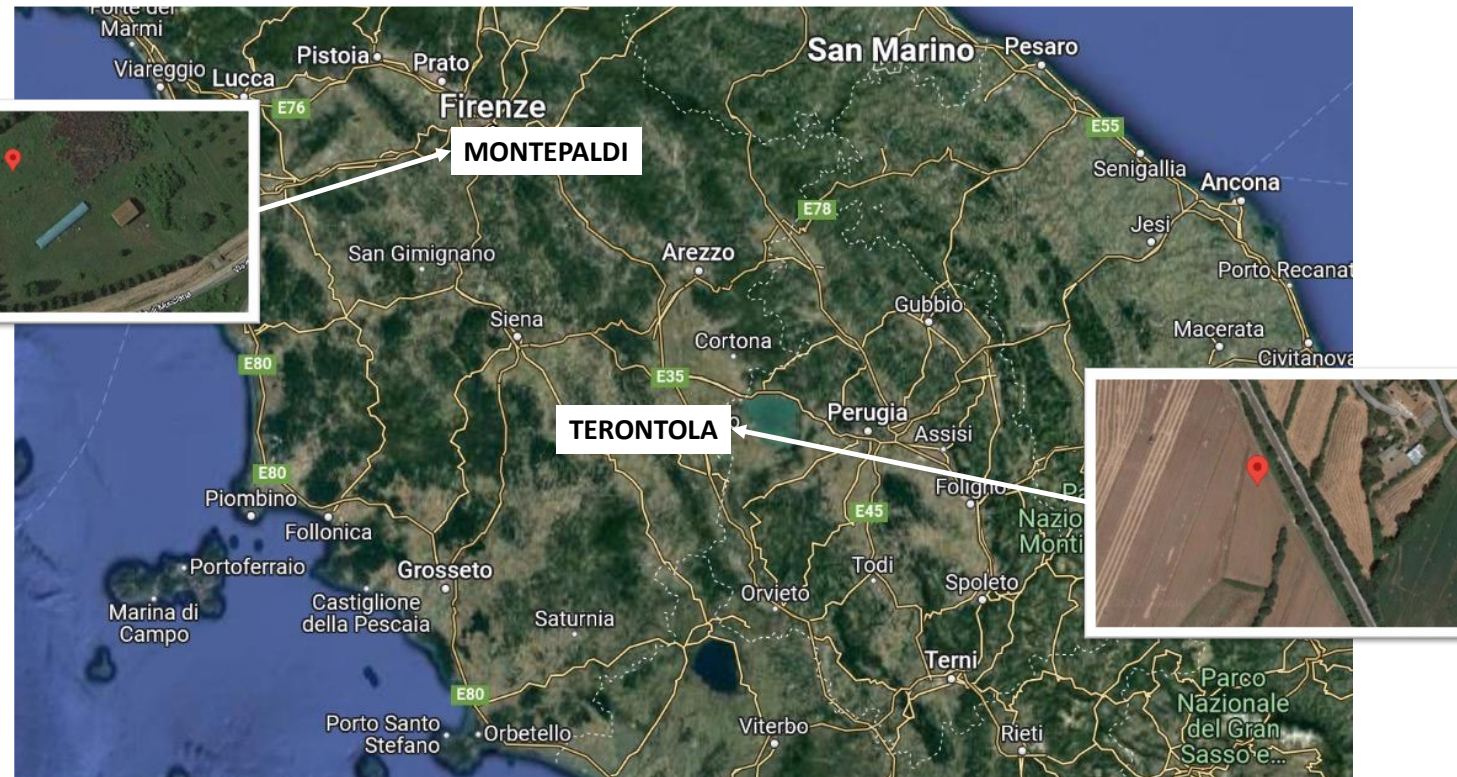 Forte dei
Marmi
Viareggio
Lucca
Pistoia
Prato
Firenze
San Marino
Pesaro
E76
E55
MONTEPALDI
Senigallia
Ancona
E78
Jesi
San Gimignano
Arezzo
Porto Recanat
Siena
Gubbio
Cortona
Macerata
Civitanova
E80
E35
TERONTOLA
Perugia
Assisi
E80
Piombino
Follonica
E45
Foligno
Nazio
Monti
Portoferraio
Grosseto
Todi
Marina di
Campo
Castiglione
della Pescaia
Saturnia
Orvieto
Spoleto
Terni
E80
Parco
Nazionale
del Gran
Sasso e...
Porto Santo
Stefano
Orbetello
Viterbo
Rieti